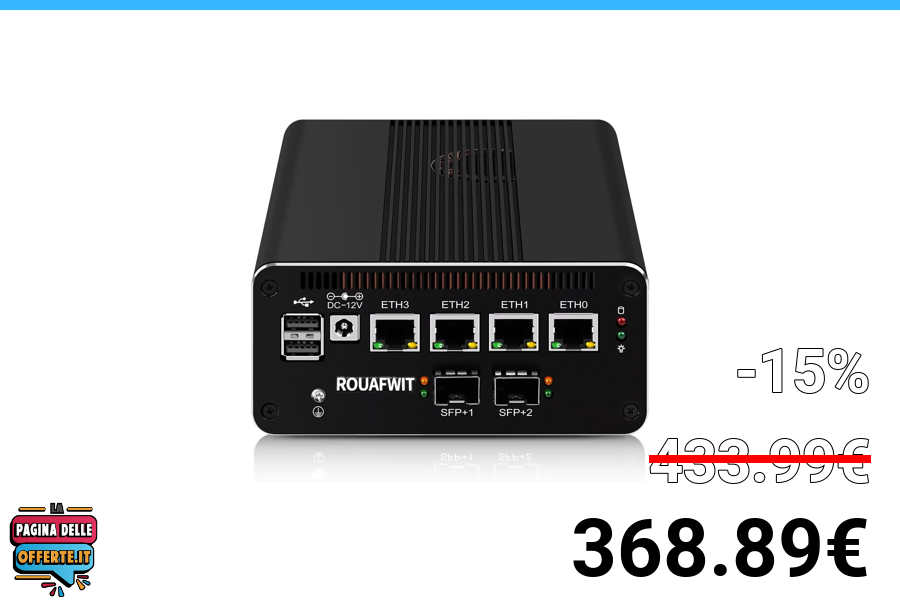 DC-12V
ETH3
ETH2
ETH1
ETH0
ROUAFWIT
SFP+1
SFP+2
-15%
433.99€
368.89€
LA
PAGINA DELLE
OFFERTE.IT